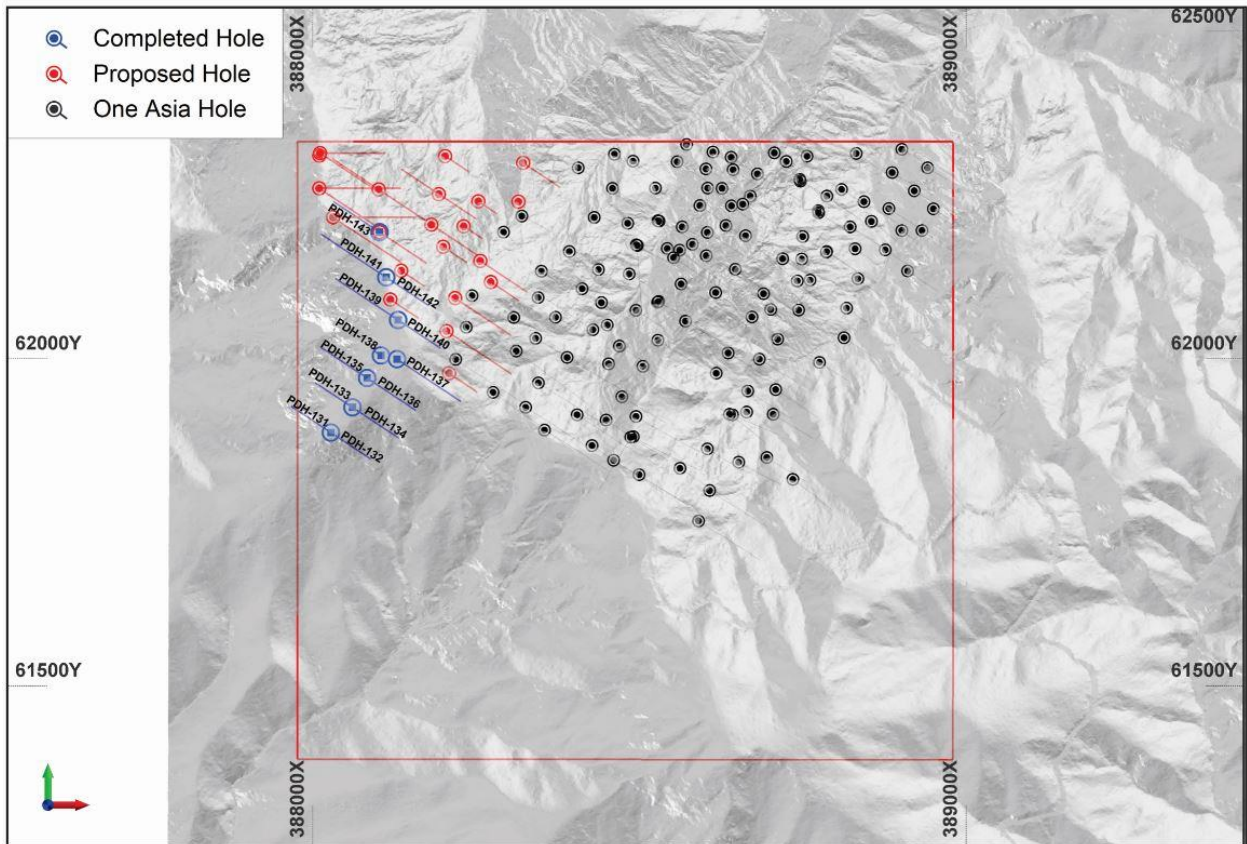 Completed Hole
Proposed Hole
One Asia Hole
388000X
389000X
62500Y
PDH-143
PDH-141
PDH-142
PDH-139
PDH-140
PDH-138
PDH-137
PDH-135
PDH-136
PDH-133
PDH-134
PDH-131
PDH-132
62000Y
62000Y
61500Y
61500Y
388000X
389000X